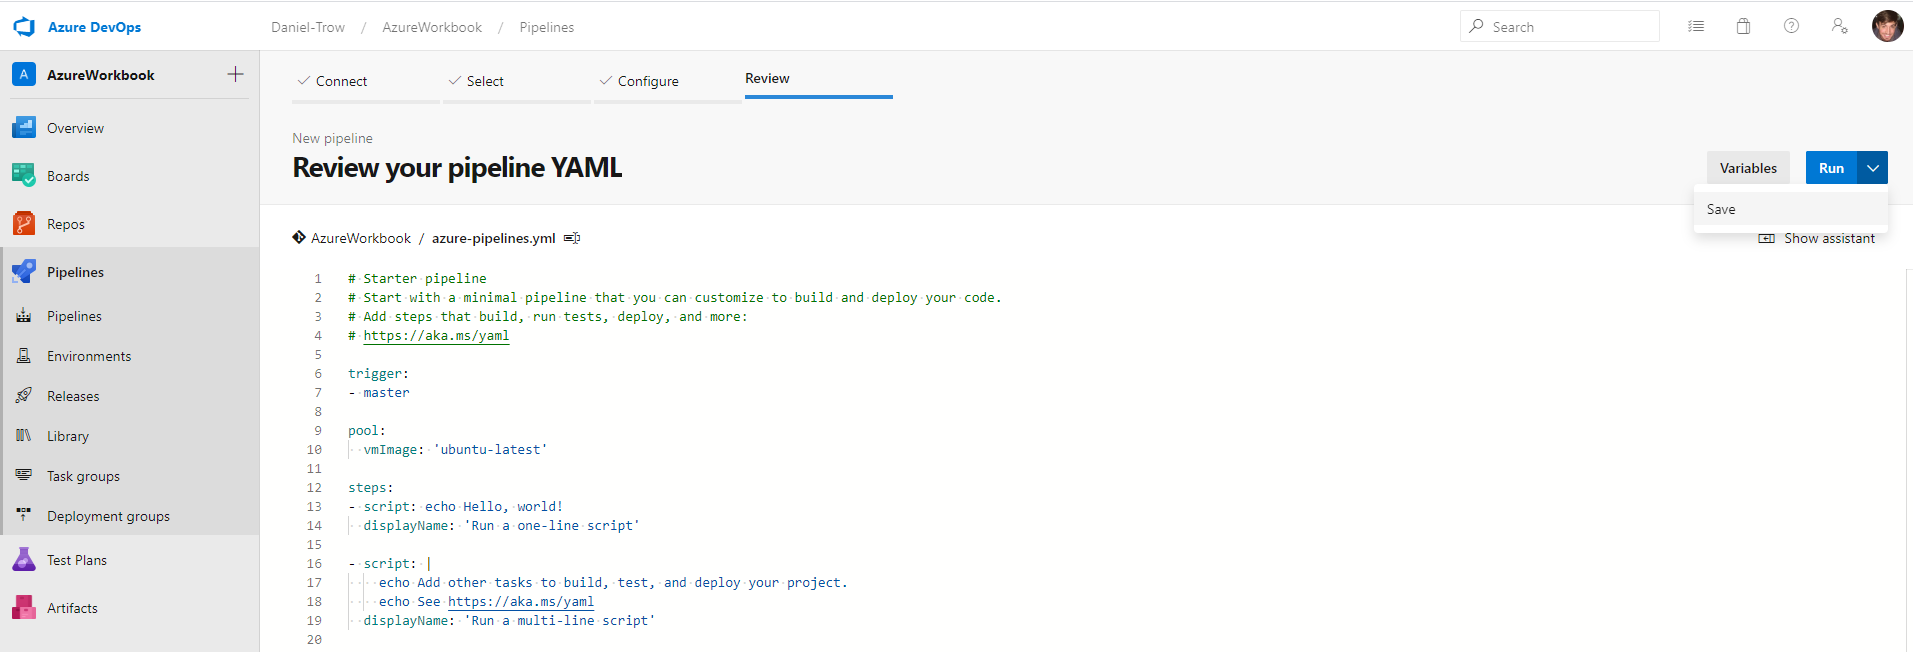 Azure DevOps
Daniel-Trow / AzureWorkbook / Pipelines
Search
A AzureWorkbook
Overview
Boards
Repos
Pipelines
Pipelines
Environments
Releases
Library
Task groups
Deployment groups
Test Plans
Artifacts
Connect
Select
Configure
Review
New pipeline
Review your pipeline YAML
Variables
Run
Save
Show assistant
AzureWorkbook / azure-pipelines.yml
1 # Starter pipeline
2 # Start with a minimal pipeline that you can customize to build and deploy your code.
3 # Add steps that build, run tests, deploy, and more:
4 # https://aka.ms/yaml
5
6 trigger:
7 - master
8
9 pool:
10   vmImage: 'ubuntu-latest'
11
12 steps:
13 - script: echo Hello, world!
14   displayName: 'Run a one-line script'
15
16 - script: |
17     echo Add other tasks to build, test, and deploy your project.
18     echo See https://aka.ms/yaml
19   displayName: 'Run a multi-line script'
20